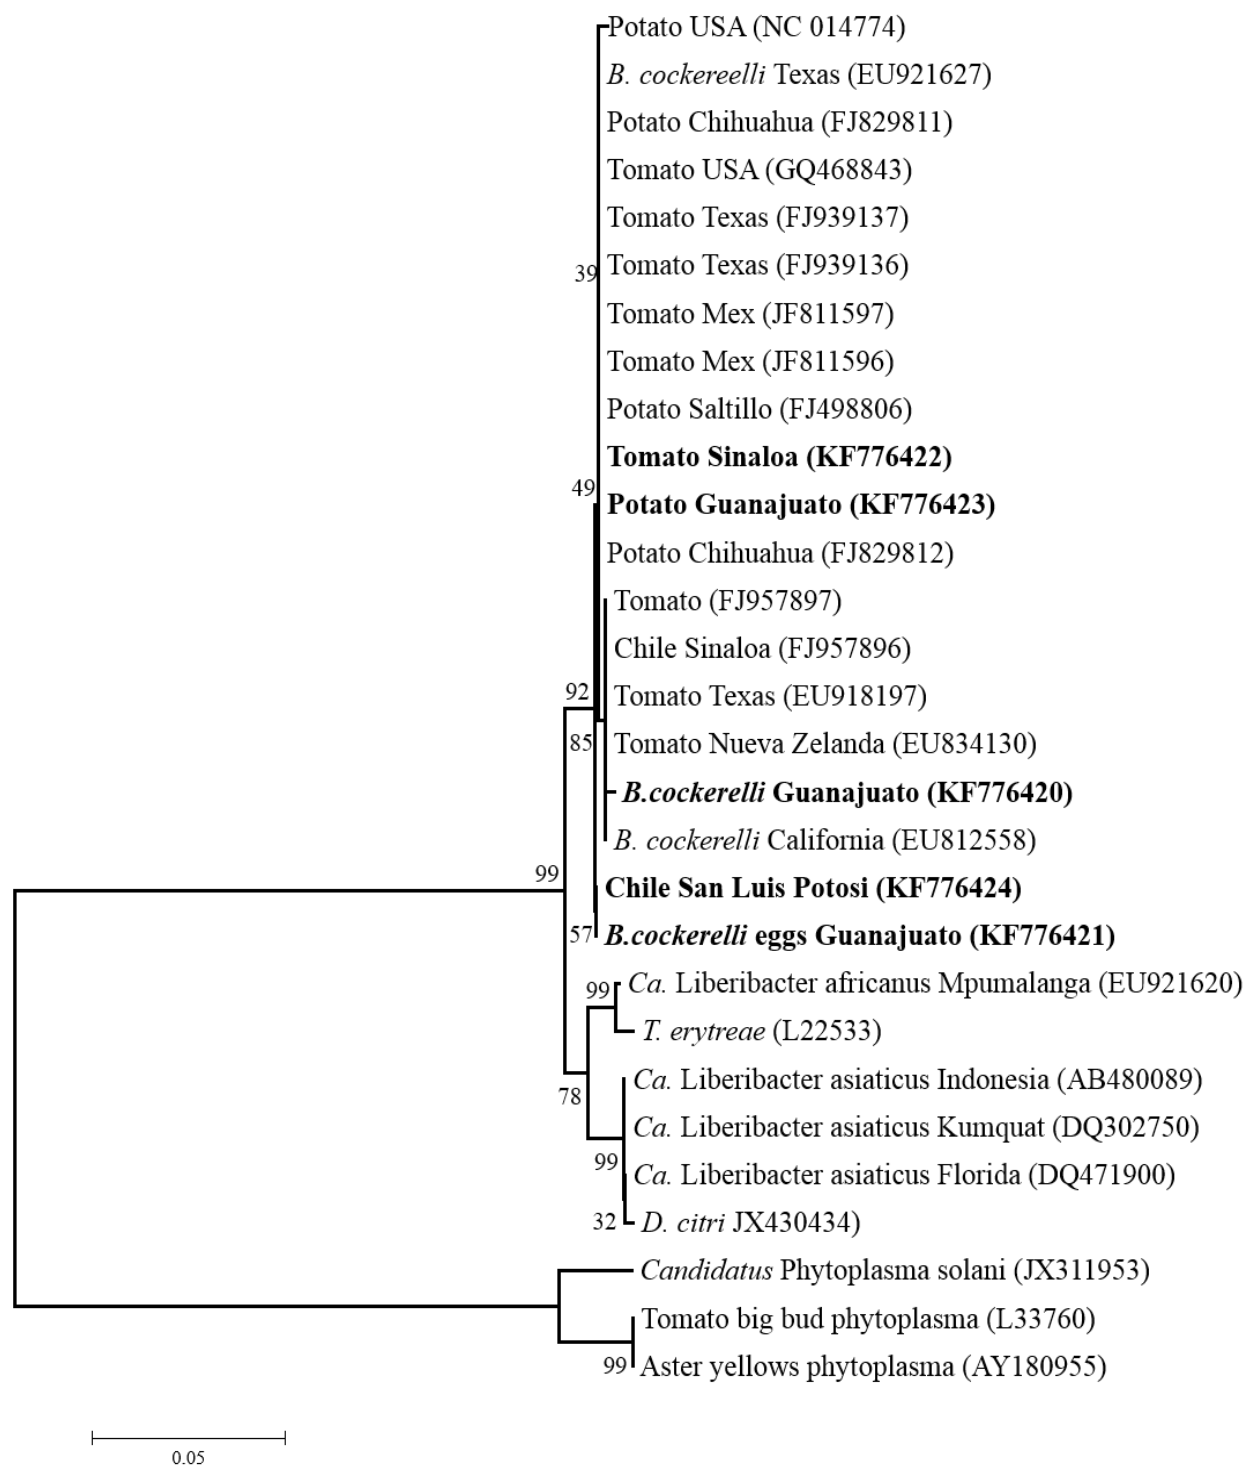 Potato USA (NC 014774)
B. cockereelli Texas (EU921627)
Potato Chihuahua (FJ829811)
Tomato USA (GQ468843)
Tomato Texas (FJ939137)
39
Tomato Texas (FJ939136)
Tomato Mex (JF811597)
Tomato Mex (JF811596)
Potato Saltillo (FJ498806)
Tomato Sinaloa (KF776422)
49
Potato Guanajuato (KF776423)
Potato Chihuahua (FJ829812)
Tomato (FJ957897)
Chile Sinaloa (FJ957896)
92
Tomato Texas (EU918197)
85
Tomato Nueva Zelanda (EU834130)
B.cockerelli Guanajuato (KF776420)
B. cockerelli California (EU812558)
99
Chile San Luis Potosi (KF776424)
57
B.cockerelli eggs Guanajuato (KF776421)
99
Ca. Liberibacter africanus Mpumalanga (EU921620)
T. erytreae (L22533)
Ca. Liberibacter asiaticus Indonesia (AB480089)
78
Ca. Liberibacter asiaticus Kumquat (DQ302750)
99
Ca. Liberibacter asiaticus Florida (DQ471900)
32
D. citri JX430434)
Candidatus Phytoplasma solani (JX311953)
Tomato big bud phytoplasma (L33760)
99
Aster yellows phytoplasma (AY180955)
0.05